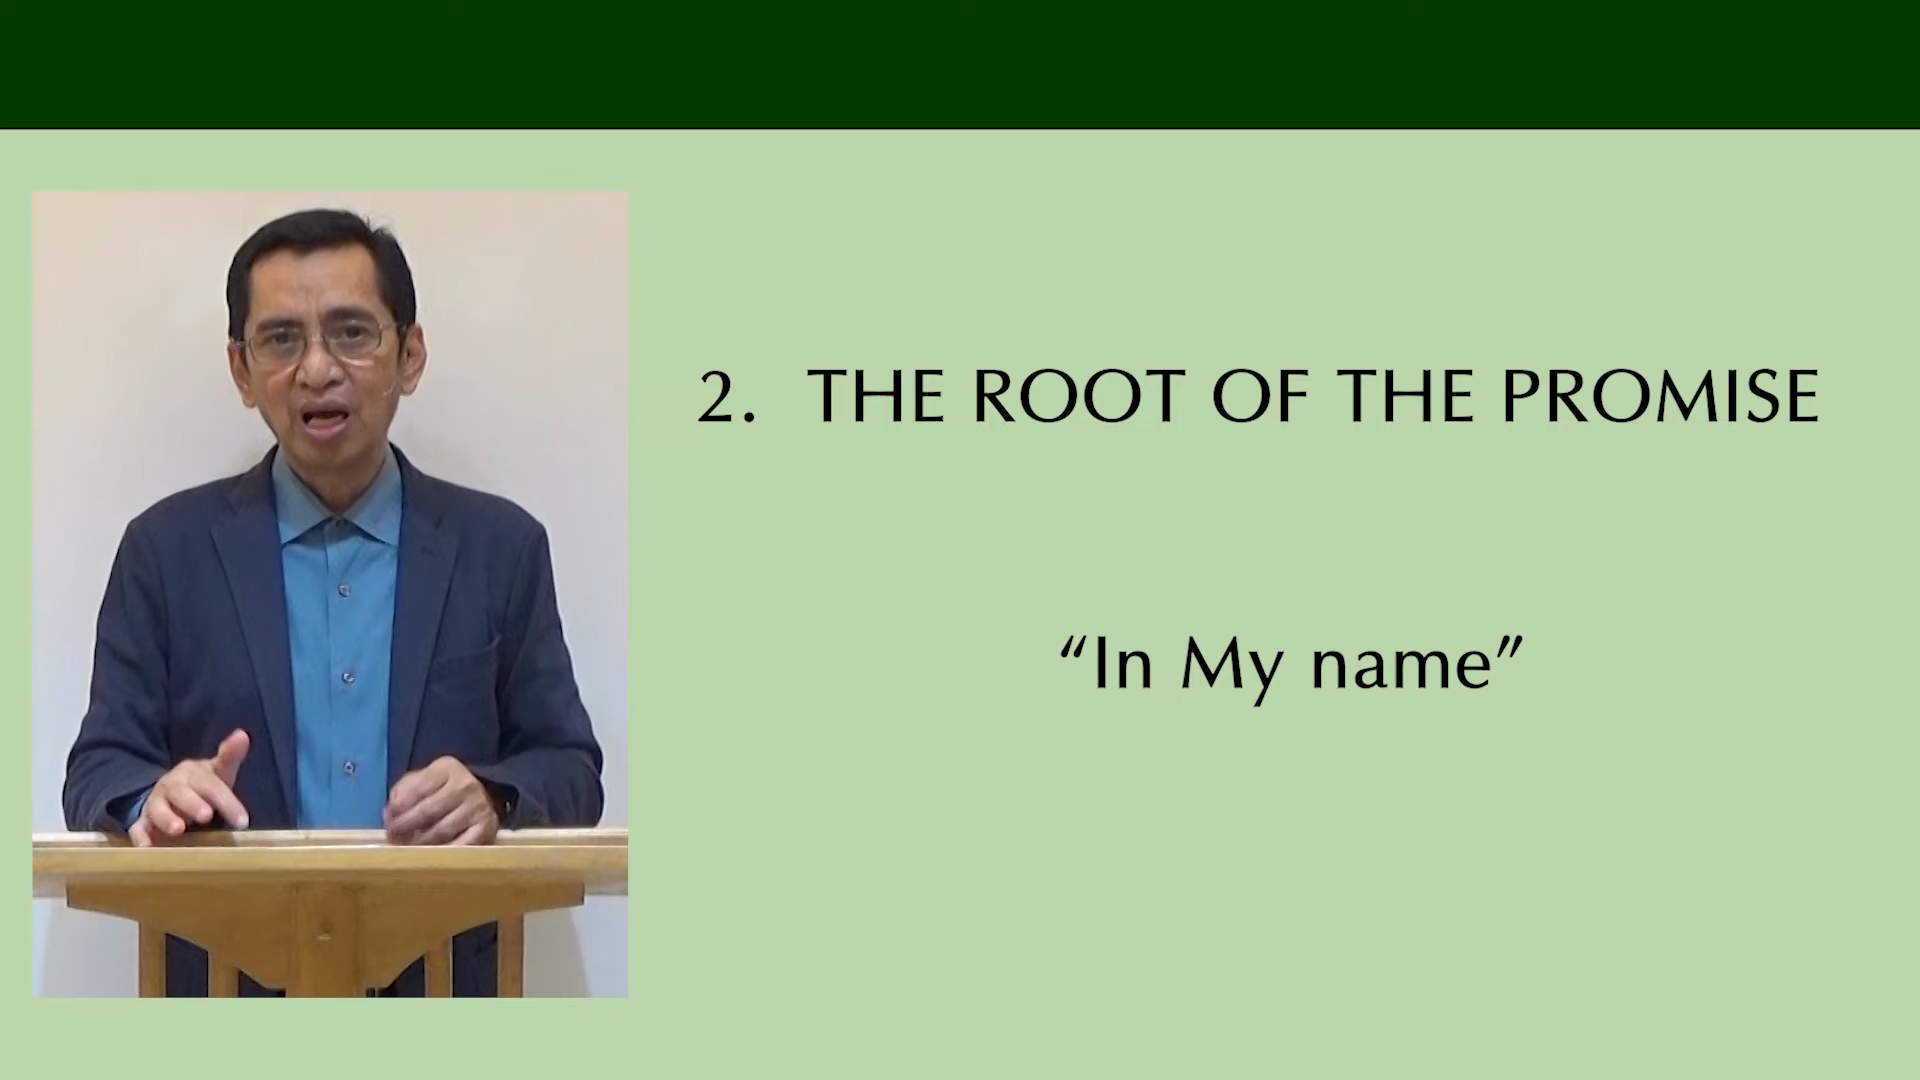 2. THE ROOT OF THE PROMISE
“In My name”